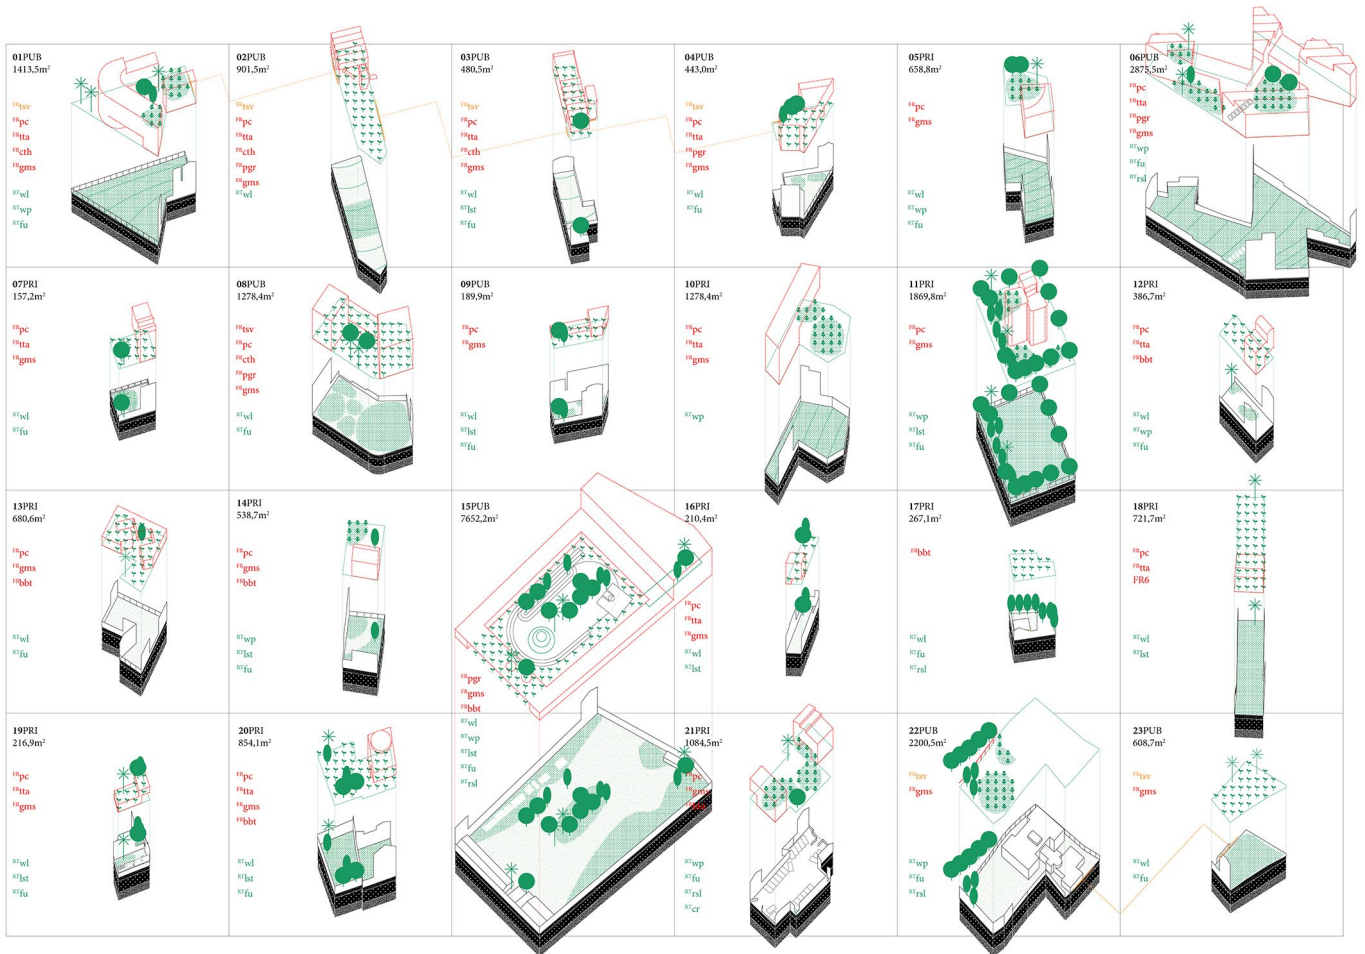 01PUB
1413,5m²
FRtsv
FRpc
FRtta
FRcth
FRgms
RTwl
RTwp
RTfu
02PUB
901,5m²
FRtsv
FRpc
FRtta
FRcth
FRpgr
FRgms
RTwl
03PUB
480,5m²
FRtsv
FRpc
FRtta
FRcth
FRgms
RTwl
RTlst
RTfu
04PUB
443,0m²
FRtsv
FRpc
FRtta
FRpgr
FRgms
RTwl
RTfu
05PRI
658,8m²
FRpc
FRgms
RTwl
RTwp
RTfu
06PUB
2875,5m²
FRpc
FRtta
FRpgr
FRgms
RTwp
RTfu
RTrsl
07PRI
157,2m²
FRpc
FRtta
FRgms
RTwl
RTfu
08PUB
1278,4m²
FRtsv
FRpc
FRcth
FRpgr
FRgms
RTwl
RTfu
09PUB
189,9m²
FRpc
FRgms
RTwl
RTlst
RTfu
10PRI
1278,4m²
FRpc
FRtta
FRgms
RTwp
11PRI
1869,8m²
FRpc
FRgms
RTwp
RTlst
RTfu
12PRI
386,7m²
FRpc
FRtta
FRbbt
RTwl
RTwp
RTfu
13PRI
680,6m²
FRpc
FRgms
FRbbt
RTwl
RTfu
14PRI
538,7m²
FRpc
FRgms
FRbbt
RTwp
RTlst
RTfu
15PUB
7652,2m²
FRpgr
FRgms
FRbbt
RTwl
RTwp
RTlst
RTfu
RTrsl
16PRI
210,4m²
FRpc
FRtta
FRgms
RTwl
RTlst
17PRI
267,1m²
FRbbt
RTwl
RTfu
RTrsl
18PRI
721,7m²
FRpc
FRtta
FR6
RTwl
RTlst
19PRI
216,9m²
FRpc
FRtta
FRgms
RTwl
RTlst
RTfu
20PRI
854,1m²
FRpc
FRtta
FRgms
FRbbt
RTwl
RTlst
RTfu
21PRI
1084,5m²
FRpc
FRgms
RTwp
RTfu
RTrsl
RTcr
22PUB
2200,5m²
FRtsv
FRgms
RTwp
RTfu
RTrsl
23PUB
608,7m²
FRtsv
FRgms
RTwl
RTfu